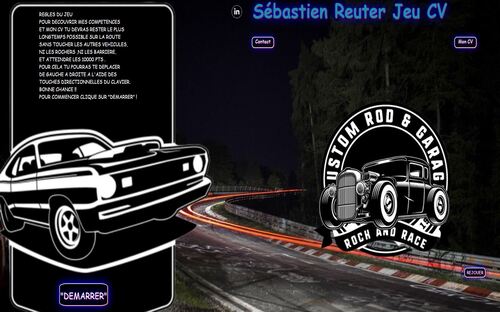 REGLES DU JEU
POUR DECOUVRIR MES COMPETENCES
ET MON CV TU DEVRAS RESTER LE PLUS
LONGTEMPS POSSIBLE SUR LA ROUTE
SANS TOUCHER LES AUTRES VEHICULES,
NI LES ROCHERS ,NI LES BARRIERE,
ET ATTEINDRE LES 10000 PTS .
POUR CELA TU POURRAS TE DEPLACER
DE GAUCHE A DROITE A L'AIDE DES
TOUCHES DIRECTIONNELLES DU CLAVIER.
BONNE CHANCE !!
POUR COMMENCER CLIQUE SUR "DEMARRER" !
"DEMARRER"
in
Sébastien Reuter Jeu CV
Contact
Mon CV
USTOM ROD & GARAG
ROCH AND RACE
REJOUER